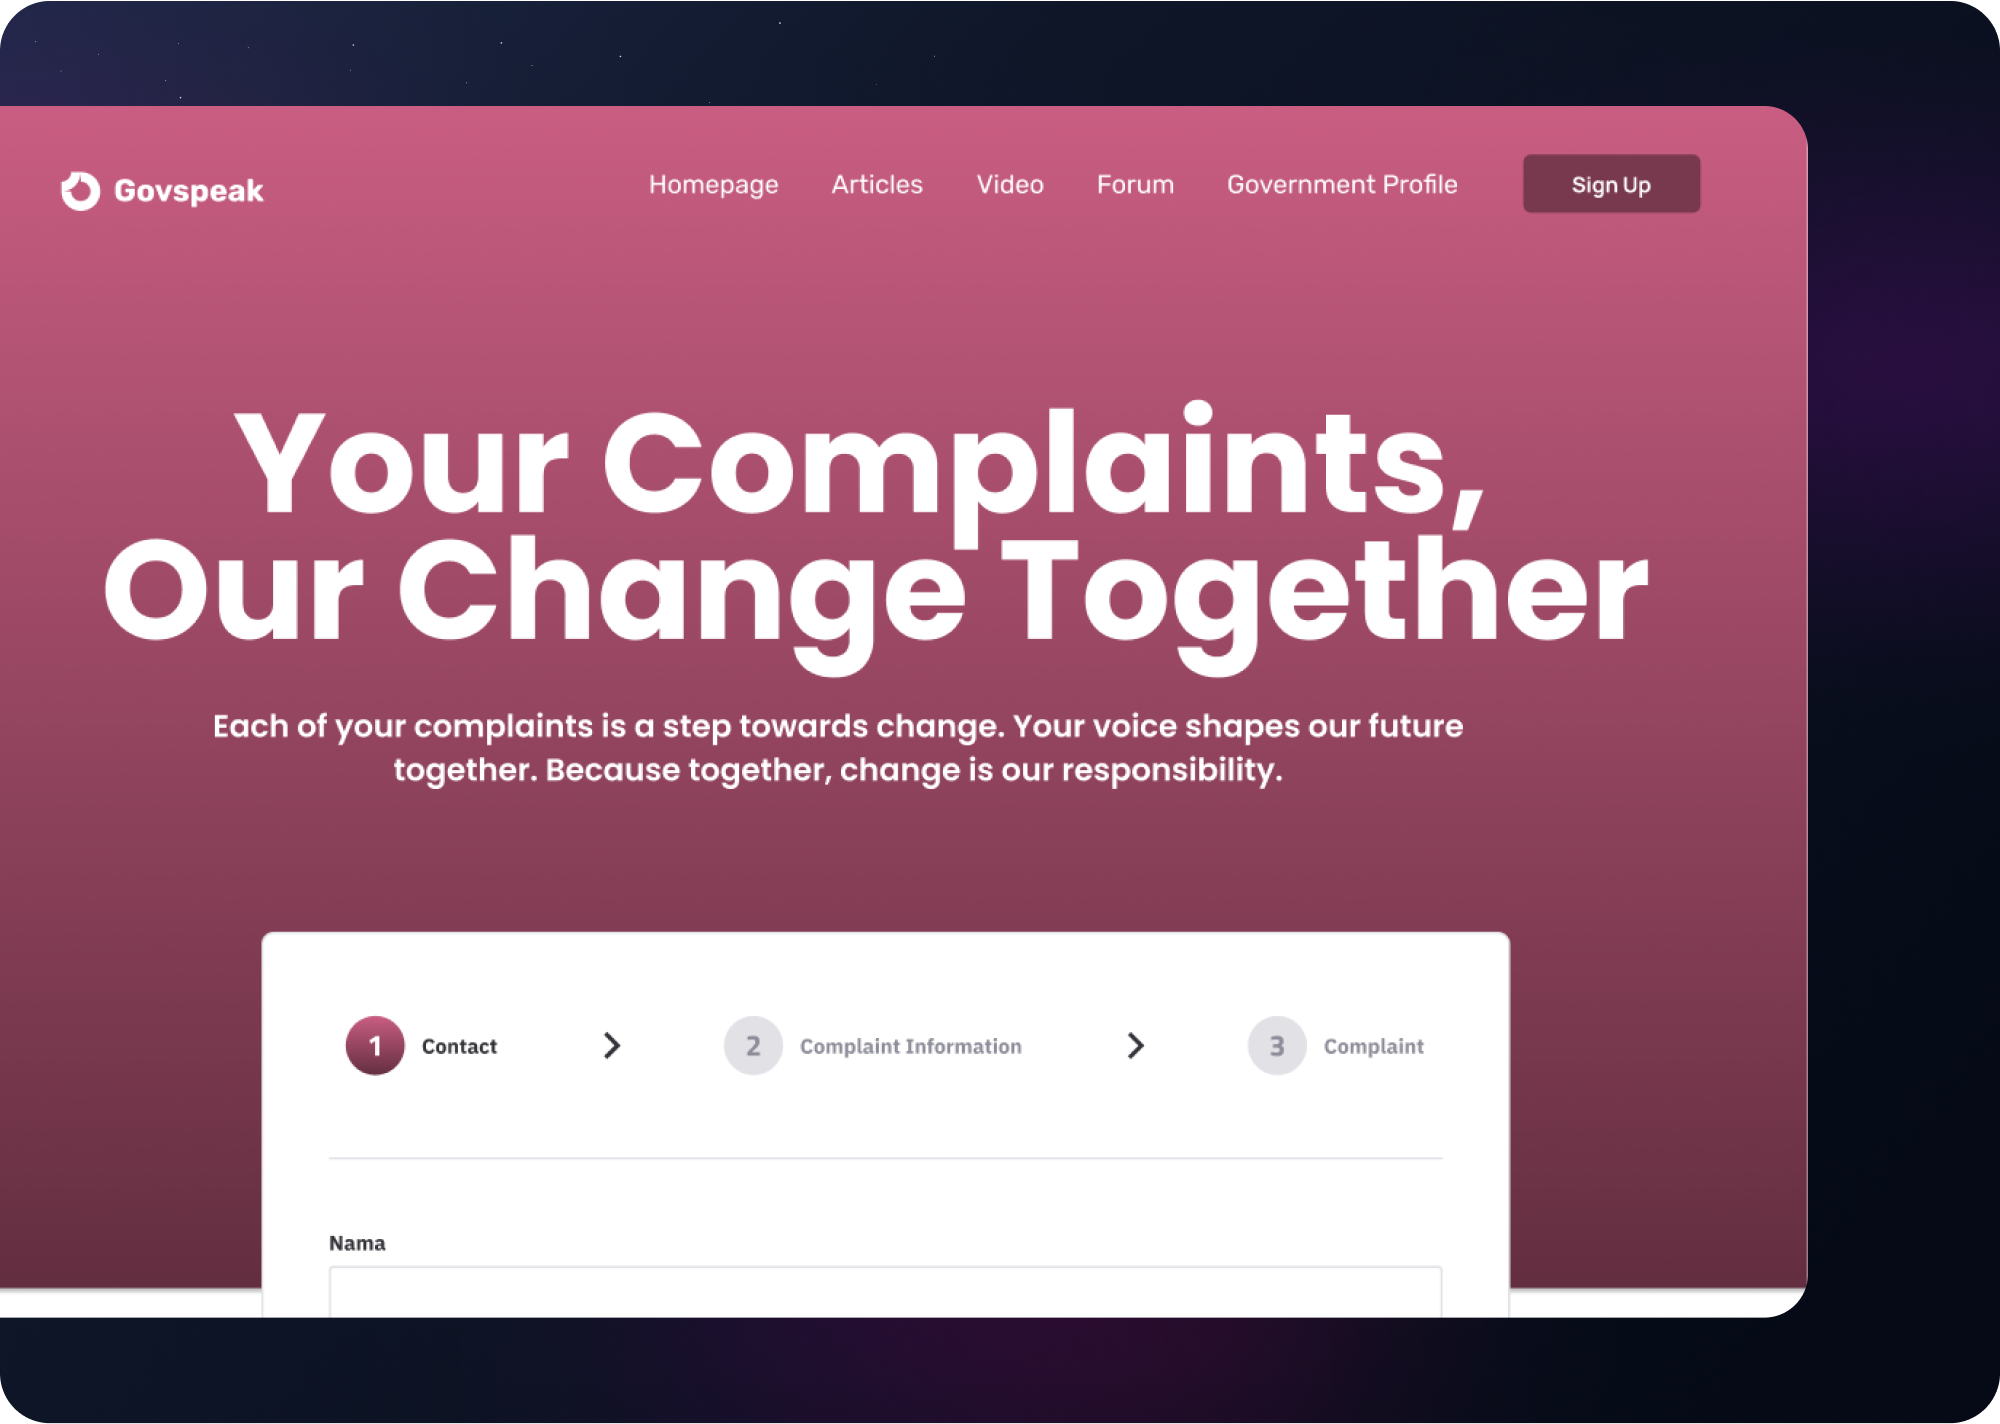 Govspeak
Homepage Articles Video Forum Government Profile Sign Up
Your Complaints,
Our Change Together
Each of your complaints is a step towards change. Your voice shapes our future
together. Because together, change is our responsibility.
1 Contact 2 Complaint Information 3 Complaint
Nama